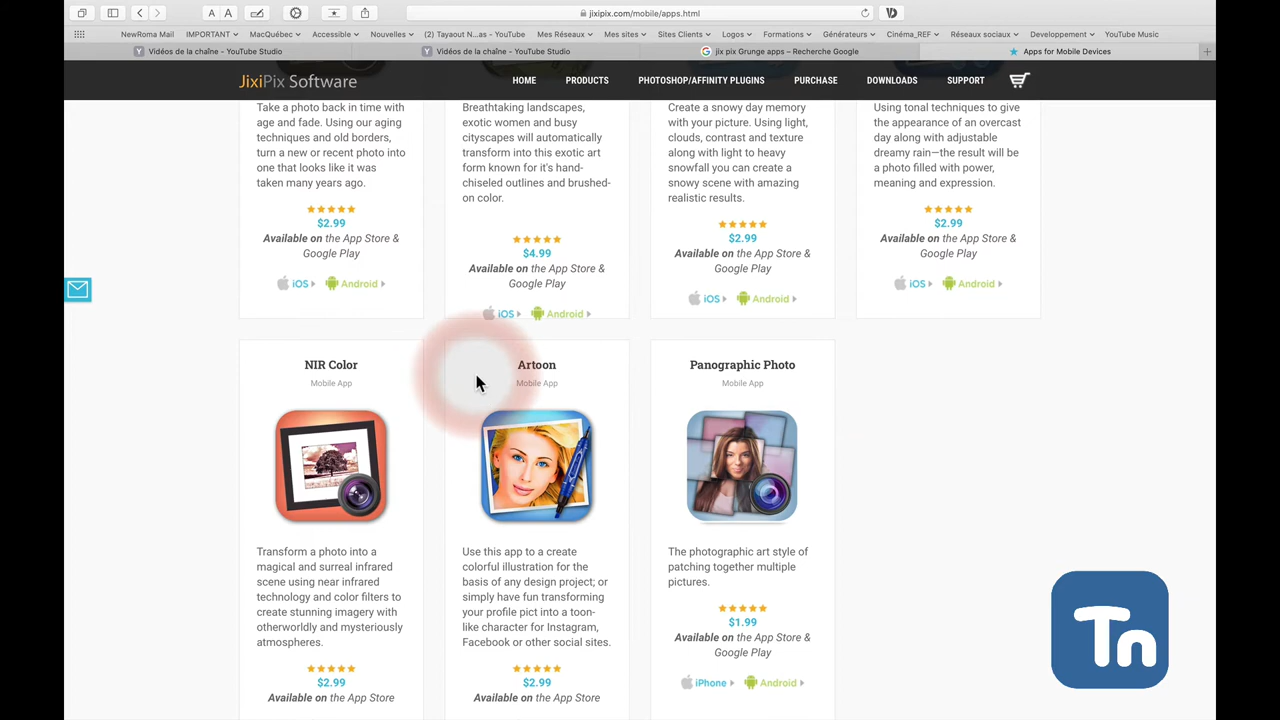 jixipix.com/mobile/apps.html
NewRoma Mail IMPORTANT MacQuébec Accessible Nouvelles (2) Tayout N...as - YouTube Mes Réseaux Mes sites Sites Clients Logos Formations Générateurs Cinéma_REF Réseaux sociaux Developpement YouTube Music
Vidéos de la chaîne - YouTube Studio Vidéos de la chaîne - YouTube Studio jix pix Grunge apps - Recherche Google Apps for Mobile Devices
JixiPix Software HOME PRODUCTS PHOTOSHOP/AFFINITY PLUGINS PURCHASE DOWNLOADS SUPPORT
Take a photo back in time with
age and fade. Using our aging
techniques and old borders,
turn a new or recent photo into
one that looks like it was
taken many years ago.
$2.99
Available on the App Store &
Google Play
iOS Android
Breathtaking landscapes,
exotic women and busy
cityscapes will automatically
transform into this exotic art
form known for it's hand-
chiseled outlines and brushed-
on color.
$4.99
Available on the App Store &
Google Play
iOS Android
Create a snowy day memory
with your picture. Using light,
clouds, contrast and texture
along with light to heavy
snowfall you can create a
snowy scene with amazing
realistic results.
$2.99
Available on the App Store &
Google Play
iOS Android
Using tonal techniques to give
the appearance of an overcast
day along with adjustable
dreamy rain—the result will be
a photo filled with power,
meaning and expression.
$2.99
Available on the App Store &
Google Play
iOS Android
NIR Color
Mobile App
Transform a photo into a
magical and surreal infrared
scene using near infrared
technology and color filters to
create stunning imagery with
otherworldly and mysteriously
atmospheres.
$2.99
Available on the App Store
Artoon
Mobile App
Use this app to a create
colorful illustration for the
basis of any design project; or
simply have fun transforming
your profile pict into a toon-
like character for Instagram,
Facebook or other social sites.
$2.99
Available on the App Store
Panographic Photo
Mobile App
The photographic art style of
patching together multiple
pictures.
$1.99
Available on the App Store &
Google Play
iPhone Android
Tn